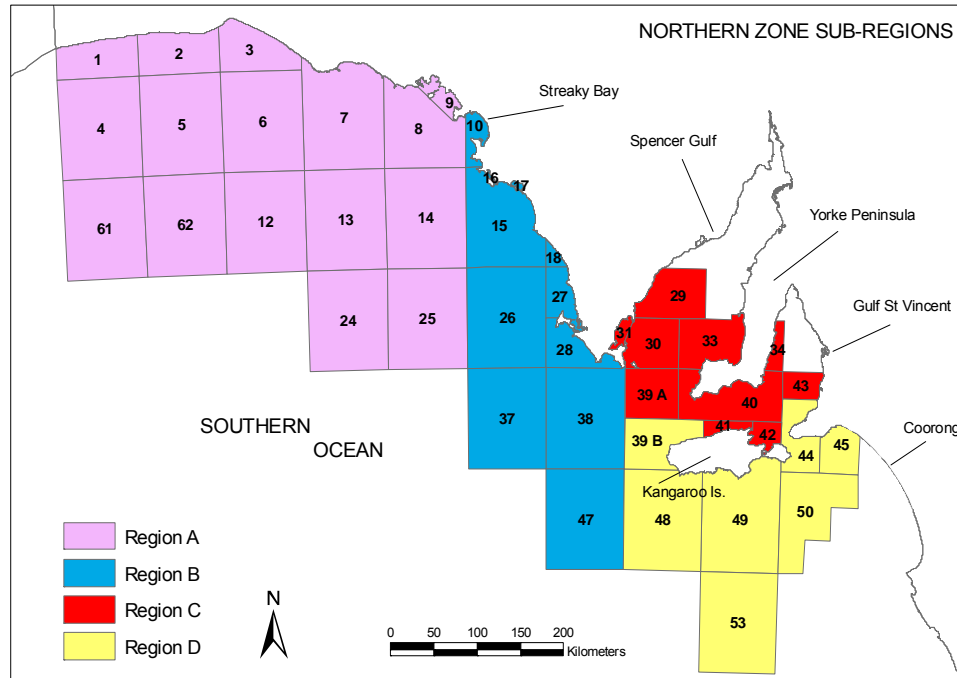 NORTHERN ZONE SUB-REGIONS
1
2
3
Streaky Bay
9
4
5
6
7
8
10
Spencer Gulf
16
17
Yorke Peninsula
61
62
12
13
14
15
18
27
29
Gulf St Vincent
24
25
26
28
31
30
33
34
39 A
40
43
37
38
41
42
SOUTHERN
OCEAN
39 B
44
45
Coorong
Kangaroo Is.
47
48
49
50
Region A
Region B
Region C
Region D
N
0 50 100 150 200
Kilometers
53